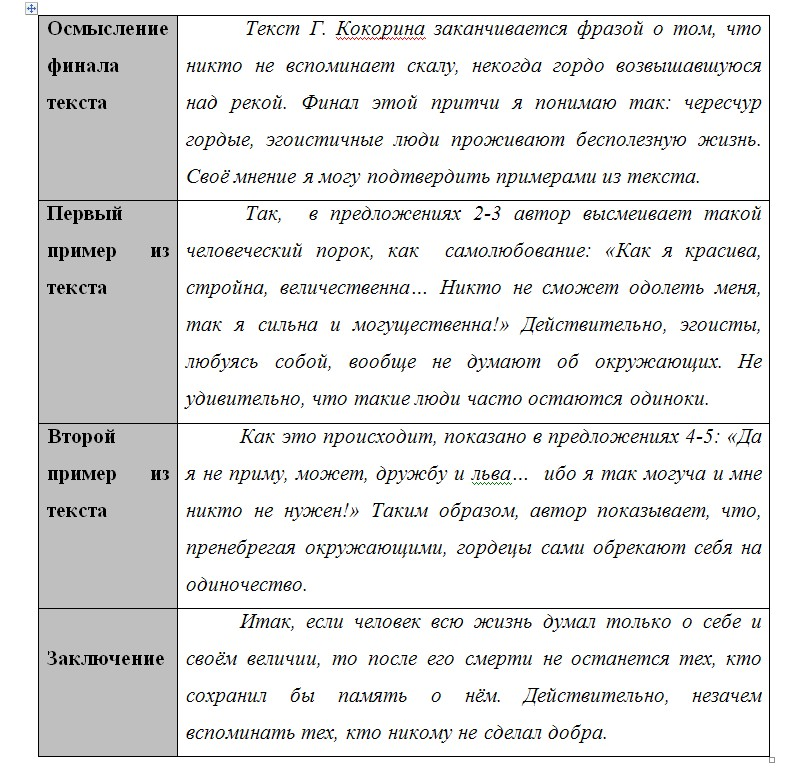 Осмысление
финала
текста
Текст Г. Кокорина заканчивается фразой о том, что
никто не вспоминает скалу, некогда гордо возвышавшуюся
над рекой. Финал этой притчи я понимаю так: чересчур
гордые, эгоистичные люди проживают бесполезную жизнь.
Своё мнение я могу подтвердить примерами из текста.
Первый
пример из
текста
Так, в предложениях 2-3 автор высмеивает такой
человеческий порок, как самолюбование: «Как я красива,
стройна, величественна… Никто не сможет одолеть меня,
так я сильна и могущественна!» Действительно, эгоисты,
любуясь собой, вообще не думают об окружающих. Не
удивительно, что такие люди часто остаются одиноки.
Второй
пример из
текста
Как это происходит, показано в предложениях 4-5: «Да
я не приму, может, дружбу и льва… ибо я так могуча и мне
никто не нужен!» Таким образом, автор показывает, что,
пренебрегая окружающими, гордецы сами обрекают себя на
одиночество.
Заключение
Итак, если человек всю жизнь думал только о себе и
своём величии, то после его смерти не останется тех, кто
сохранил бы память о нём. Действительно, незачем
вспоминать тех, кто никому не сделал добра.